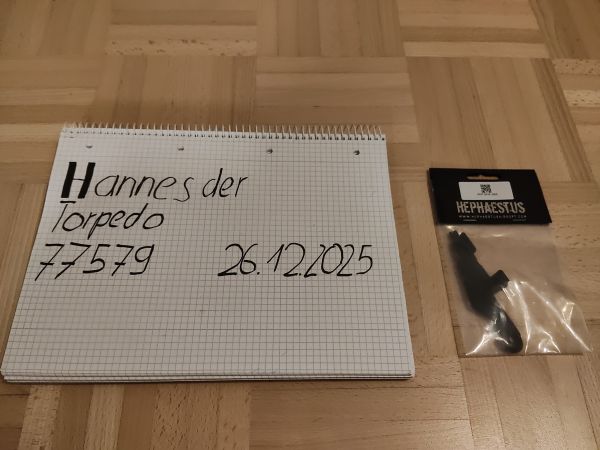 Hannes der
Torpedo
77579 26.12.2025
HEPHAESTUS